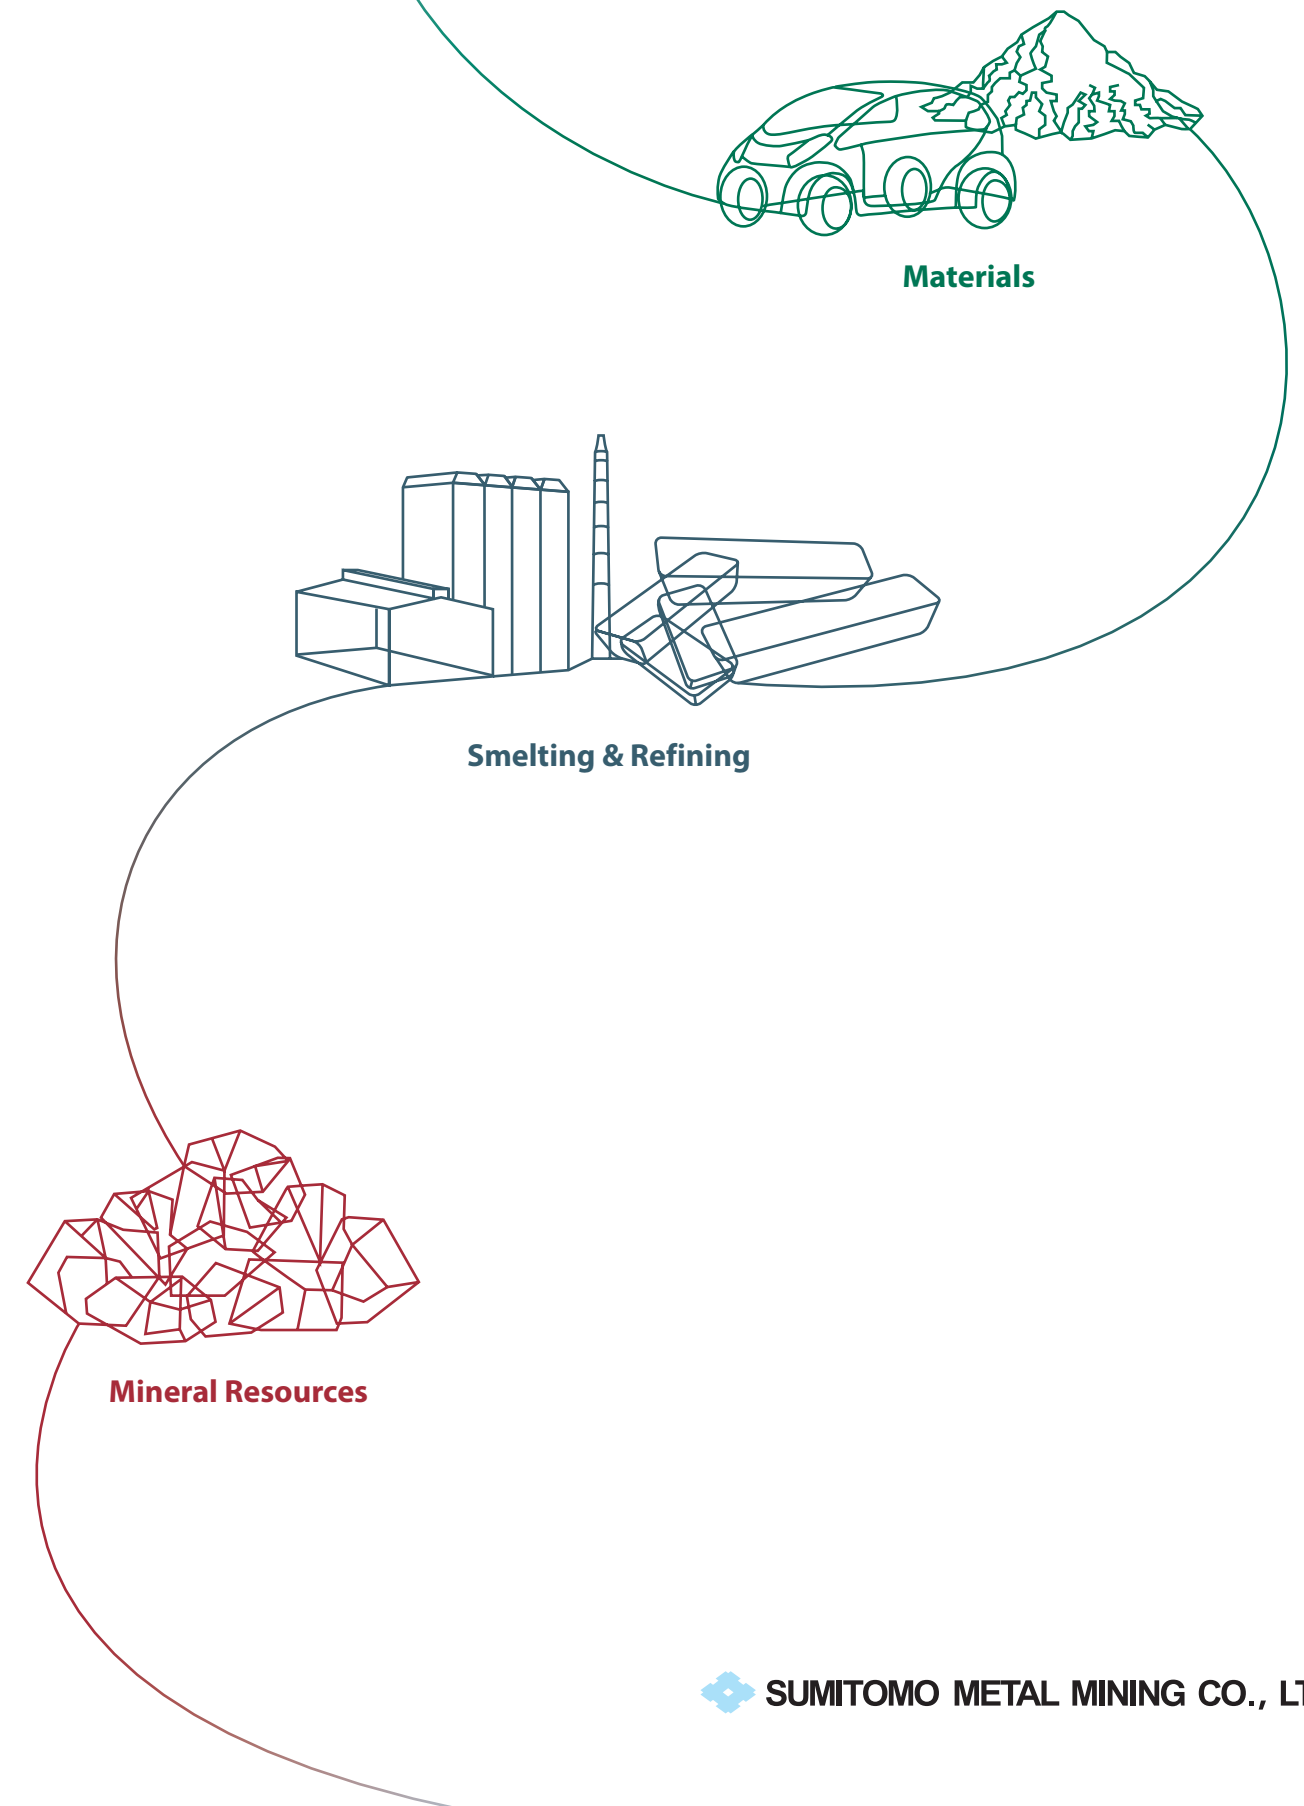 Materials
Smelting & Refining
Mineral Resources
SUMITOMO METAL MINING CO., LT